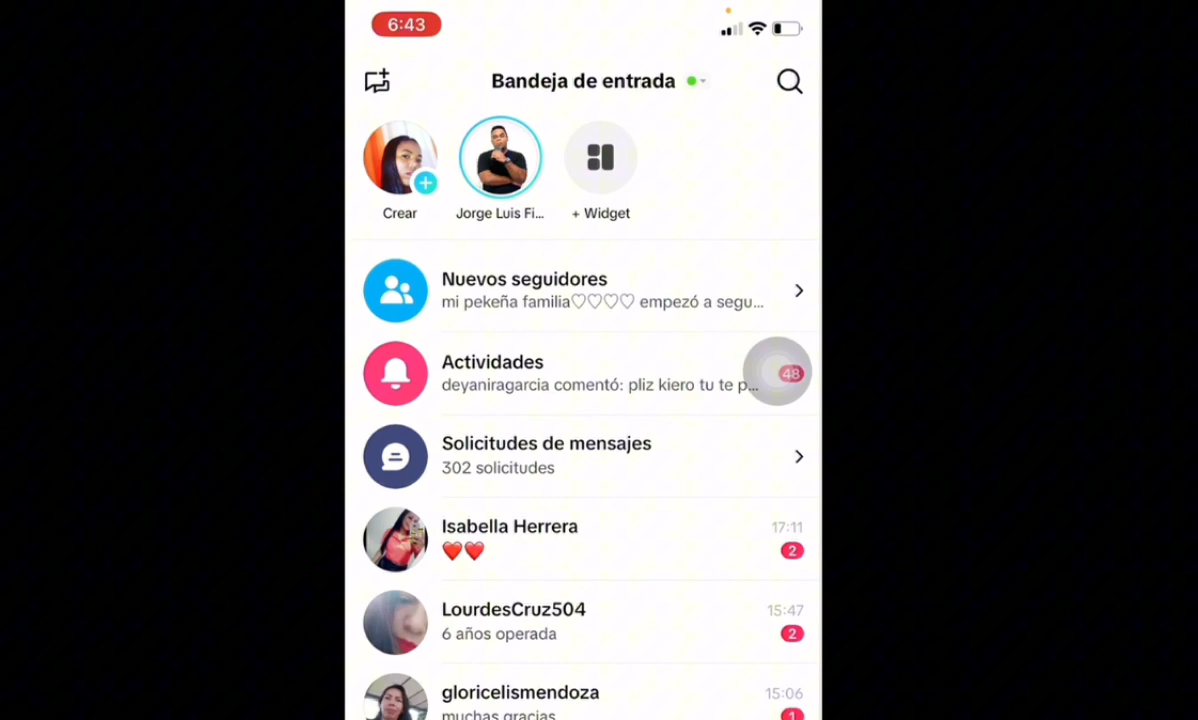 6:43
Bandeja de entrada
Crear
Jorge Luis Fi...
+ Widget
Nuevos seguidores
mi pekeña familia♡♡♡♡ empezó a segu...
Actividades
deyaniragarcia comentó: pliz kiero tu te p...
48
Solicitudes de mensajes
302 solicitudes
Isabella Herrera
17:11
❤️❤️
2
LourdesCruz504
15:47
6 años operada
2
gloricelismendoza
15:06
muchas gracias
1